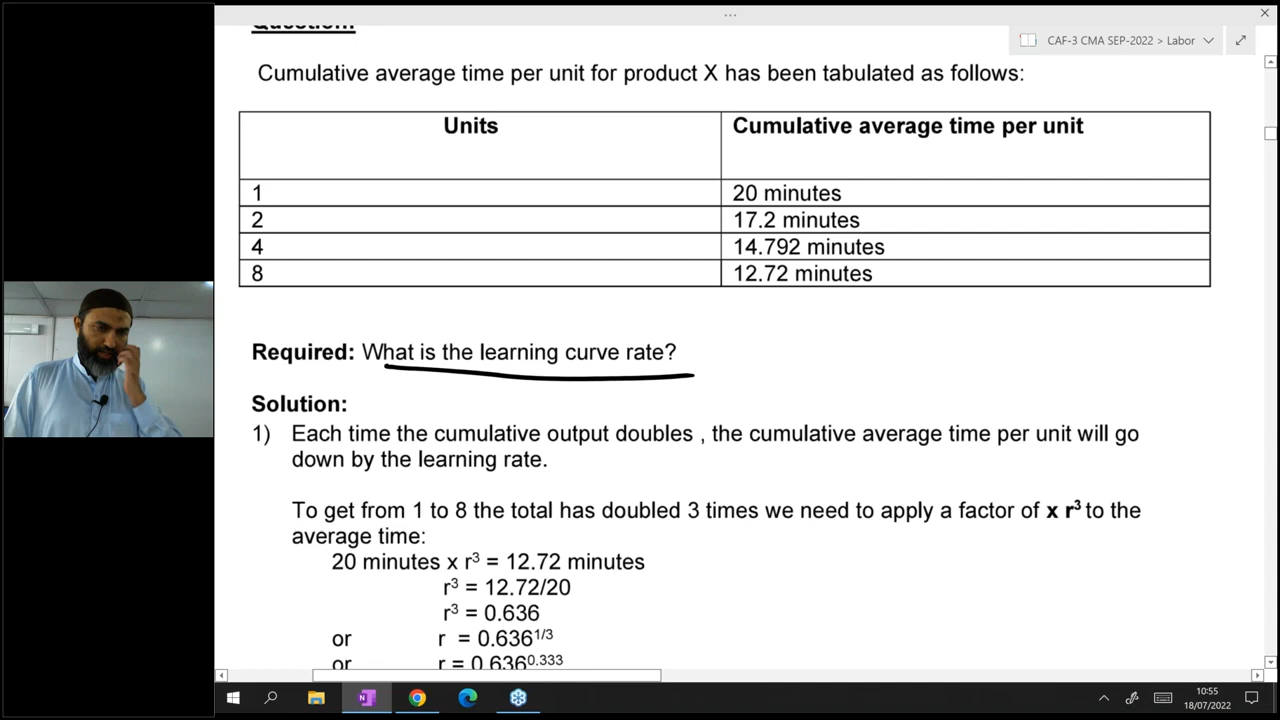 Question:
CAF-3 CMA SEP-2022 > Labor
Cumulative average time per unit for product X has been tabulated as follows:
Units Cumulative average time per unit
1 20 minutes
2 17.2 minutes
4 14.792 minutes
8 12.72 minutes
Required: What is the learning curve rate?
Solution:
1) Each time the cumulative output doubles , the cumulative average time per unit will go
down by the learning rate.
To get from 1 to 8 the total has doubled 3 times we need to apply a factor of x r³ to the
average time:
20 minutes x r³ = 12.72 minutes
r³ = 12.72/20
r³ = 0.636
or r = 0.636^1/3
or r = 0.636^0.333
10:55
18/07/2022